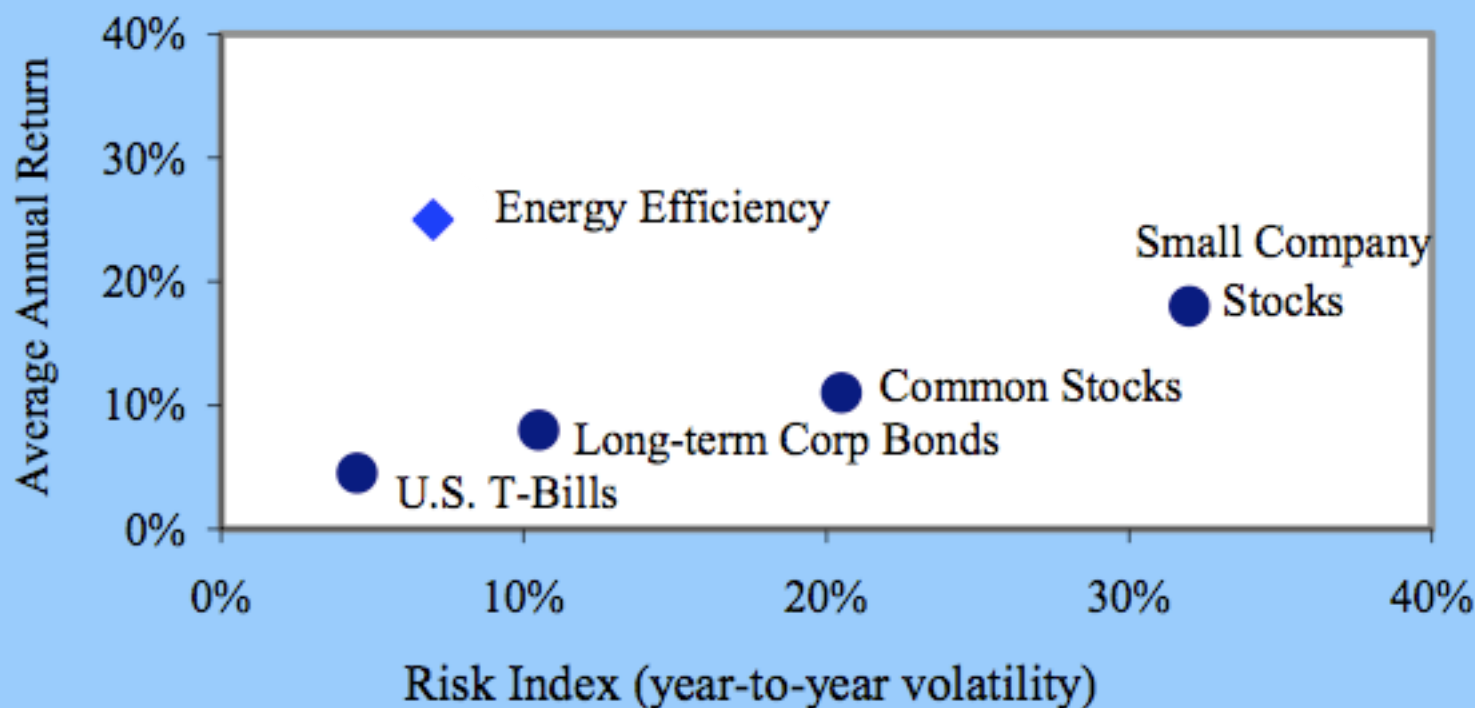 Average Annual Return
40%
30%
20%
10%
0%
Energy Efficiency
Small Company
Stocks
Common Stocks
Long-term Corp Bonds
U.S. T-Bills
0%
10%
20%
30%
40%
Risk Index (year-to-year volatility)